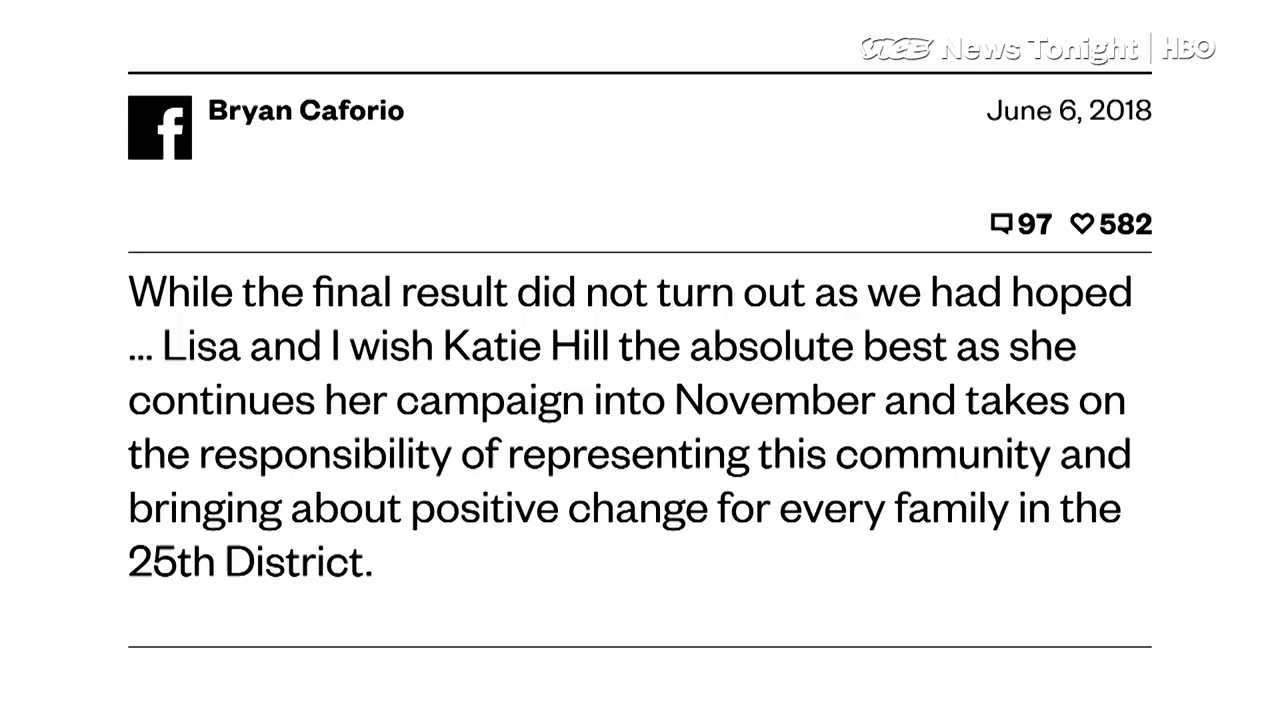 VICE News Tonight | HBO
f Bryan Caforio June 6, 2018
97 582
While the final result did not turn out as we had hoped
... Lisa and I wish Katie Hill the absolute best as she
continues her campaign into November and takes on
the responsibility of representing this community and
bringing about positive change for every family in the
25th District.